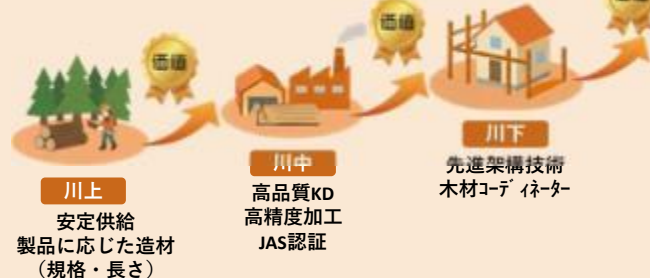 価値
価値
価値
川上
安定供給
製品に応じた造材
（規格・長さ）
川中
高品質KD
高精度加工
JAS認証
川下
先進架構技術
木材ｺｰﾃﾞｨﾈｰﾀｰ